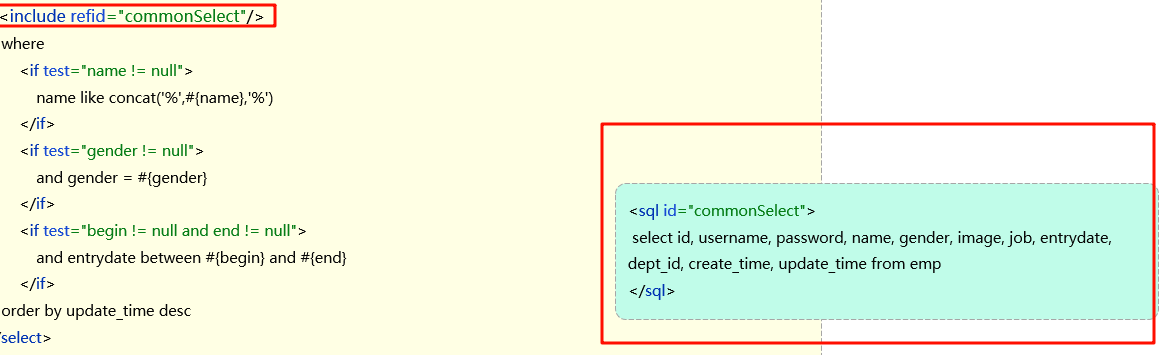 <include refid="commonSelect"/>
where
<if test="name != null">
name like concat('%',#{name},'%')
</if>
<if test="gender != null">
and gender = #{gender}
</if>
<if test="begin != null and end != null">
and entrydate between #{begin} and #{end}
</if>
order by update_time desc
/select>
<sql id="commonSelect">
select id, username, password, name, gender, image, job, entrydate,
dept_id, create_time, update_time from emp
</sql>